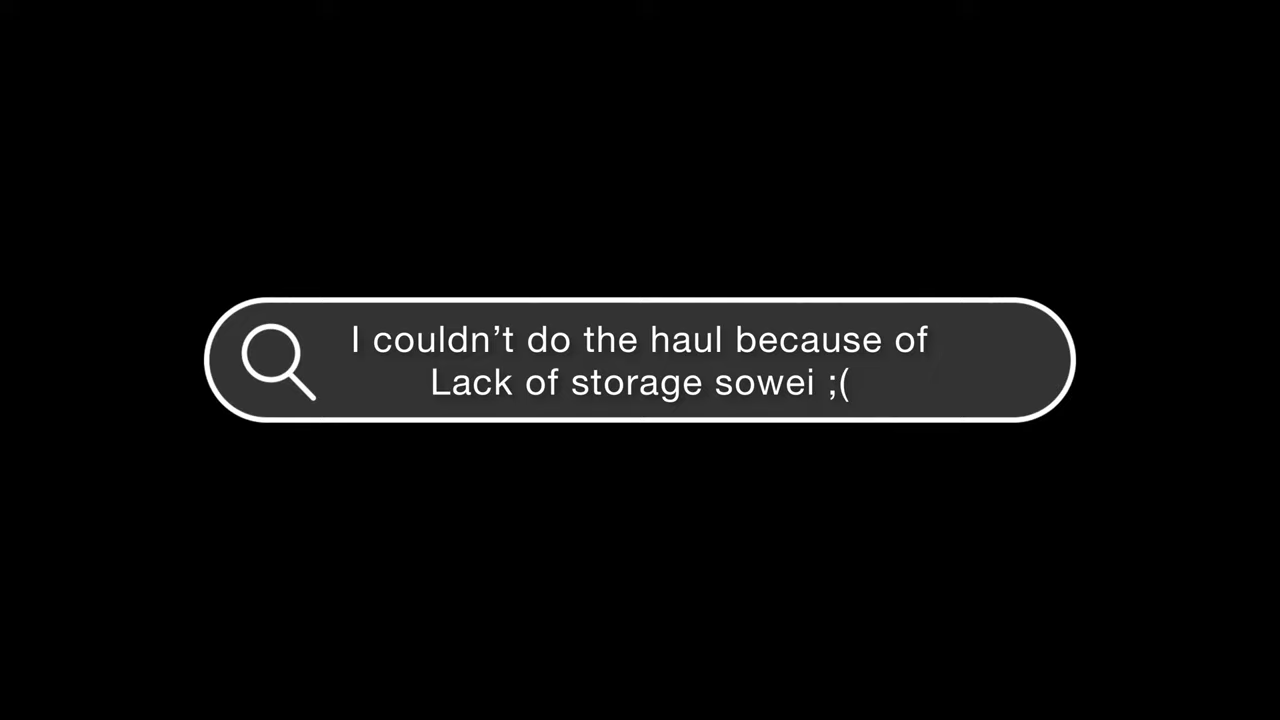 I couldn’t do the haul because of
Lack of storage sowei ;(